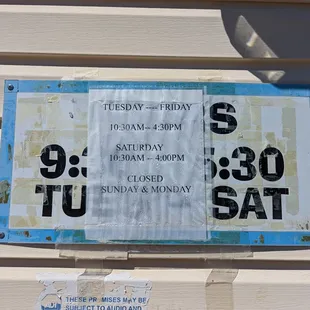 S
TUESDAY — FRIDAY
10:30AM — 4:30PM
SATURDAY
10:30AM — 4:00PM
CLOSED
SUNDAY & MONDAY
9: 5:30
TU SAT
THESE PREMISES MAY BE
SUBJECT TO AUDIO AND